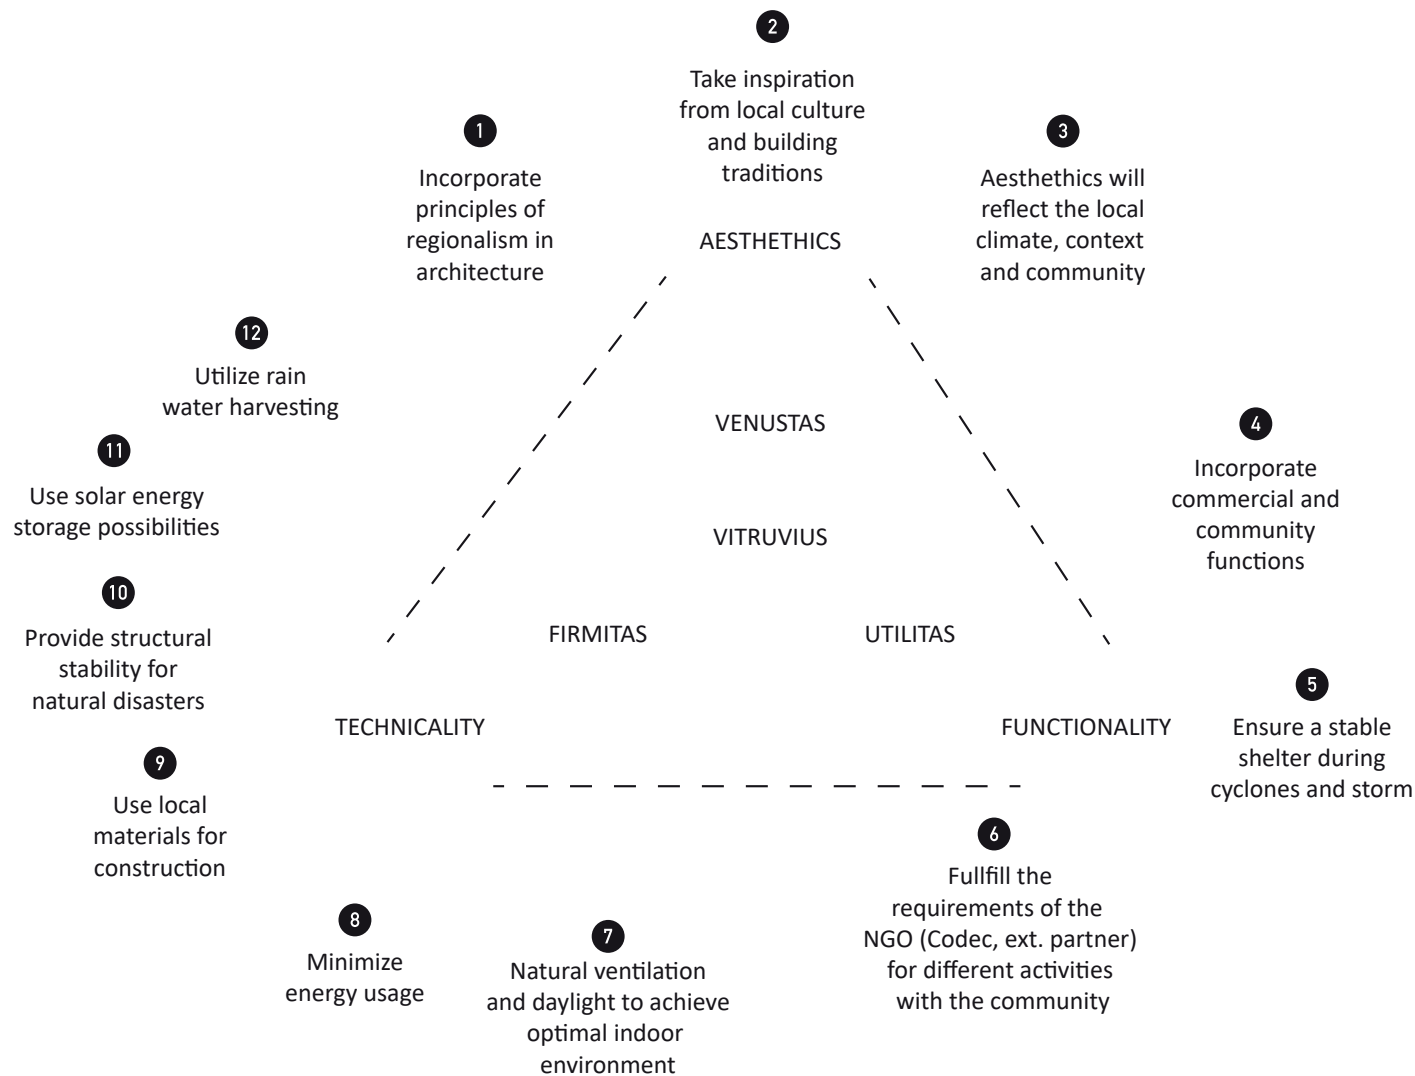 2
Take inspiration
from local culture
and building
traditions
1
Incorporate
principles of
regionalism in
architecture
3
Aesthethics will
reflect the local
climate, context
and community
AESTHETHICS
12
Utilize rain
water harvesting
VENUSTAS
4
Incorporate
commercial and
community
functions
11
Use solar energy
storage possibilities
VITRUVIUS
10
Provide structural
stability for
natural disasters
FIRMITAS
UTILITAS
TECHNICALITY
FUNCTIONALITY
5
Ensure a stable
shelter during
cyclones and storm
9
Use local
materials for
construction
6
Fullfill the
requirements of the
NGO (Codec, ext. partner)
for different activities
with the community
8
Minimize
energy usage
7
Natural ventilation
and daylight to achieve
optimal indoor
environment